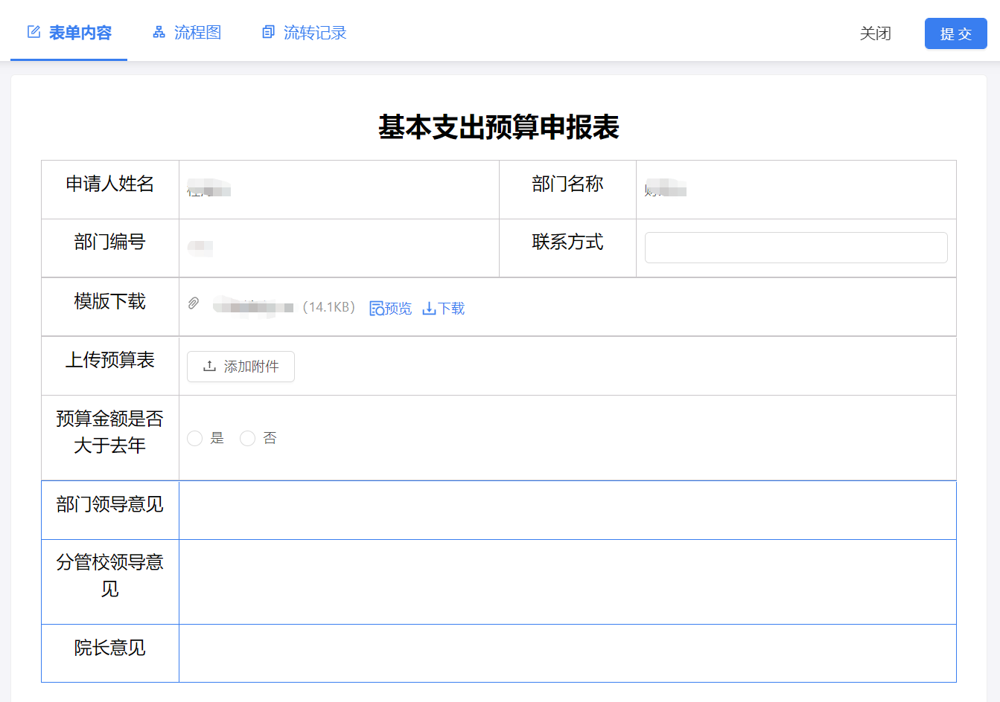 表单内容 流程图 流转记录 关闭 提交
基本支出预算申报表
申请人姓名 部门名称
部门编号 联系方式
模版下载 （14.1KB） 预览 下载
上传预算表 添加附件
预算金额是否
大于去年
是 否
部门领导意见
分管校领导意
见
院长意见